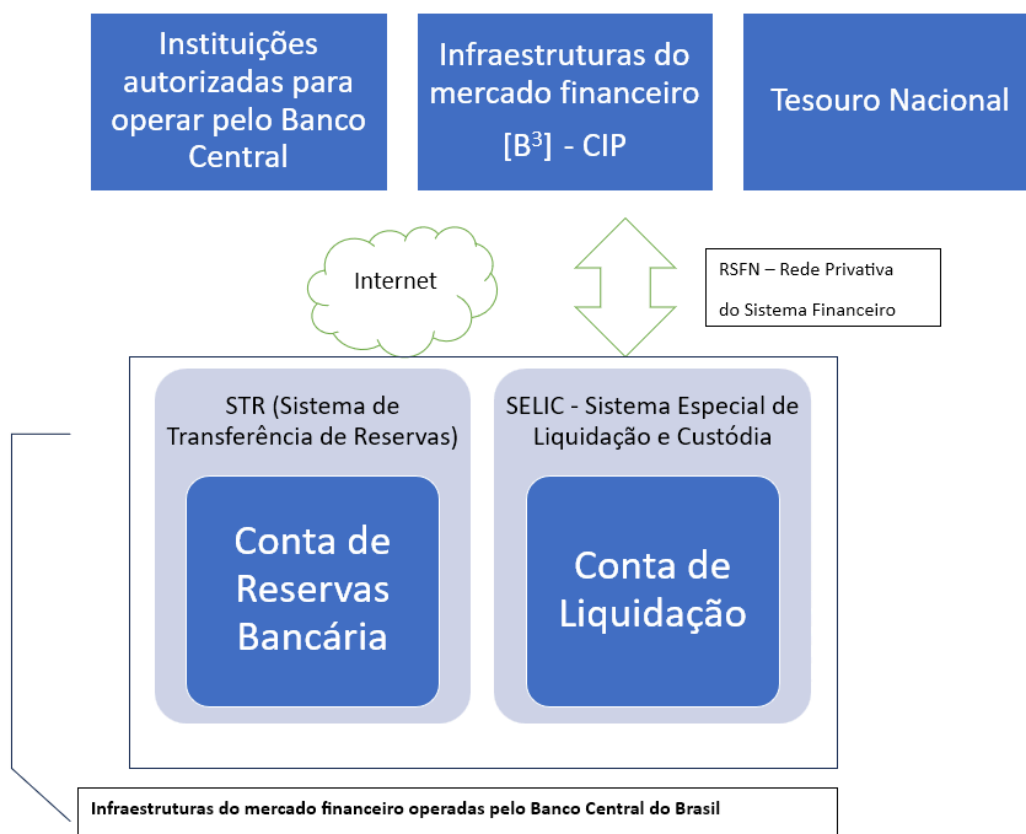 Instituições
autorizadas para
operar pelo Banco
Central
Infraestruturas do
mercado financeiro
[B³] - CIP
Tesouro Nacional
Internet
RSFN – Rede Privativa
do Sistema Financeiro
STR (Sistema de
Transferência de Reservas)
Conta de
Reservas
Bancária
SELIC - Sistema Especial de
Liquidação e Custódia
Conta de
Liquidação
Infraestruturas do mercado financeiro operadas pelo Banco Central do Brasil